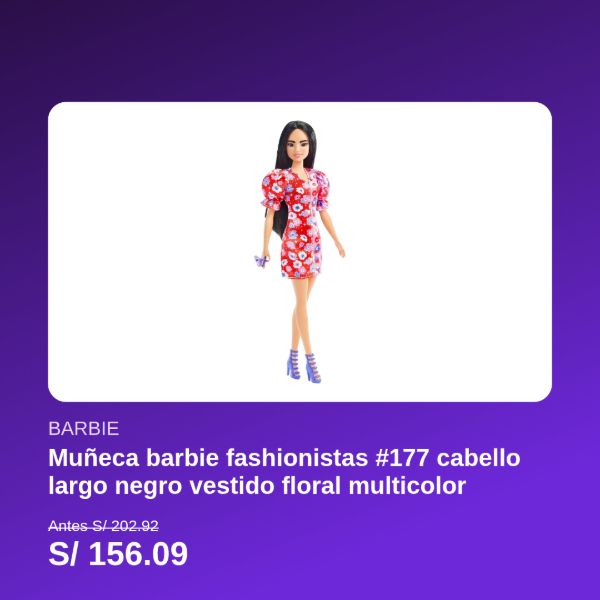 BARBIE
Muñeca barbie fashionistas #177 cabello
largo negro vestido floral multicolor
Antes S/ 202.92
S/ 156.09